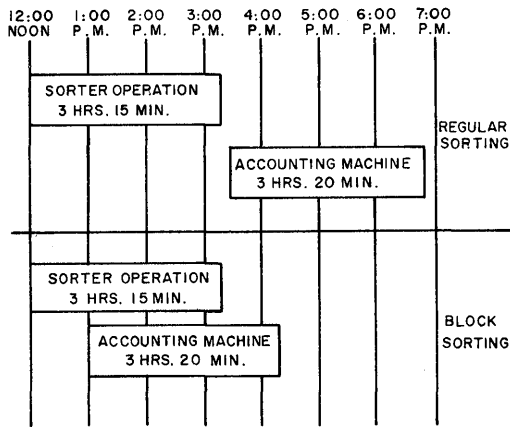 12:00 1:00 2:00 3:00 4:00 5:00 6:00 7:00
NOON P.M. P.M. P.M. P.M. P.M. P.M. P.M.
SORTER OPERATION
3 HRS. 15 MIN.
REGULAR
SORTING
ACCOUNTING MACHINE
3 HRS. 20 MIN.
SORTER OPERATION
3 HRS. 15 MIN.
ACCOUNTING MACHINE
3 HRS. 20 MIN.
BLOCK
SORTING